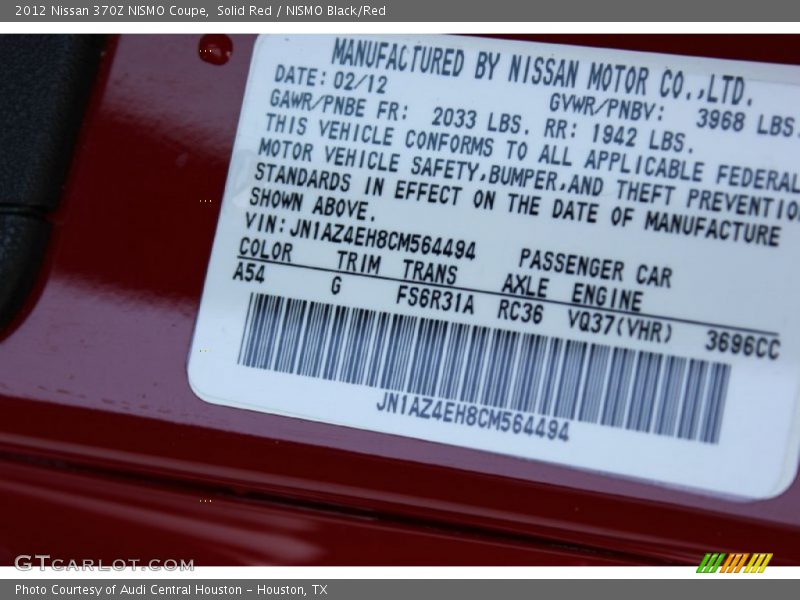 2012 Nissan 370Z NISMO Coupe, Solid Red / NISMO Black/Red
MANUFACTURED BY NISSAN MOTOR CO.,LTD.
DATE: 02/12 GVWR/PNBV: 3968 LBS.
GAWR/PNBE FR: 2033 LBS. RR: 1942 LBS.
THIS VEHICLE CONFORMS TO ALL APPLICABLE FEDERAL
MOTOR VEHICLE SAFETY,BUMPER,AND THEFT PREVENTIO
STANDARDS IN EFFECT ON THE DATE OF MANUFACTURE
SHOWN ABOVE.
VIN: JN1AZ4EH8CM564494 PASSENGER CAR
COLOR TRIM TRANS AXLE ENGINE
A54 G FS6R31A RC36 VQ37(VHR) 3696CC
JN1AZ4EH8CM564494
GTCARLOT.COM
Photo Courtesy of Audi Central Houston - Houston, TX